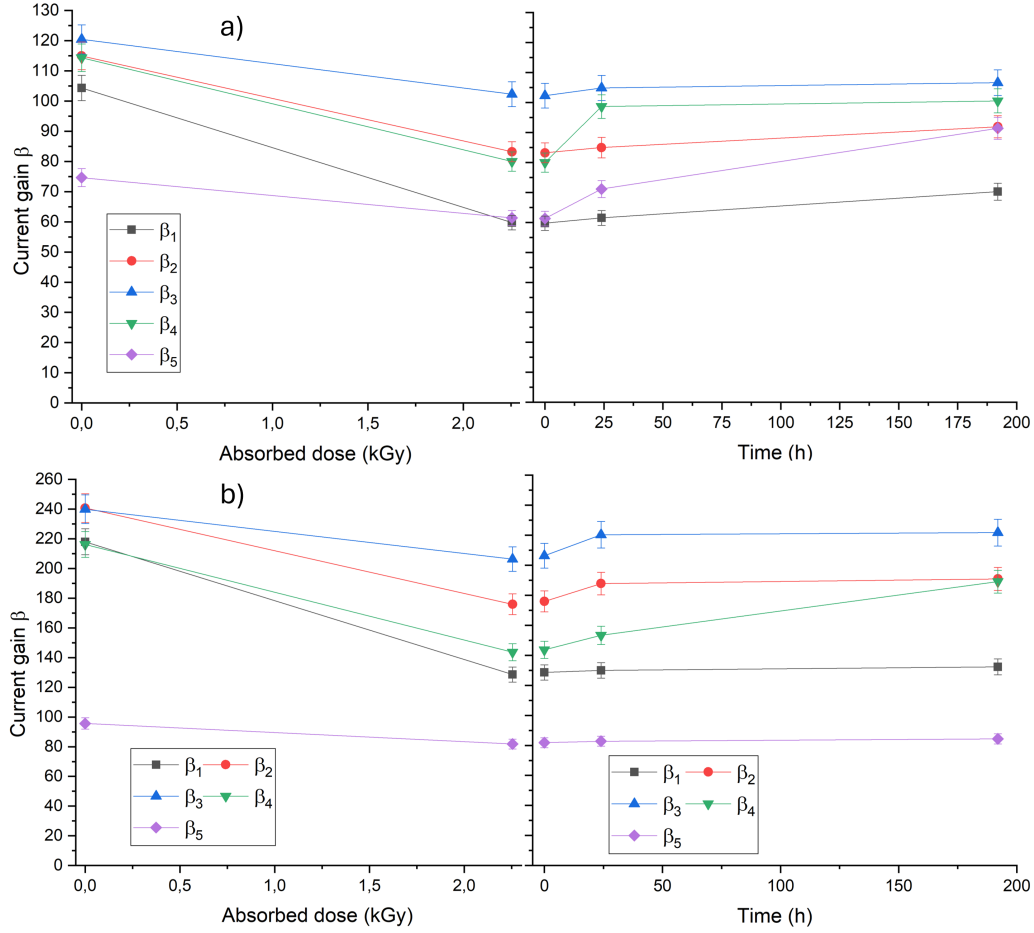 a)
Current gain β
130
120
110
100
90
80
70
60
50
40
30
20
10
0
β₁
β₂
β₃
β₄
β₅
0,0 0,5 1,0 1,5 2,0
Absorbed dose (kGy)
0 25 50 75 100 125 150 175 200
Time (h)
b)
Current gain β
260
240
220
200
180
160
140
120
100
80
60
40
20
0
β₁ β₂
β₃ β₄
β₅
0,0 0,5 1,0 1,5 2,0
Absorbed dose (kGy)
β₁ β₂
β₃ β₄
β₅
0 50 100 150 200
Time (h)